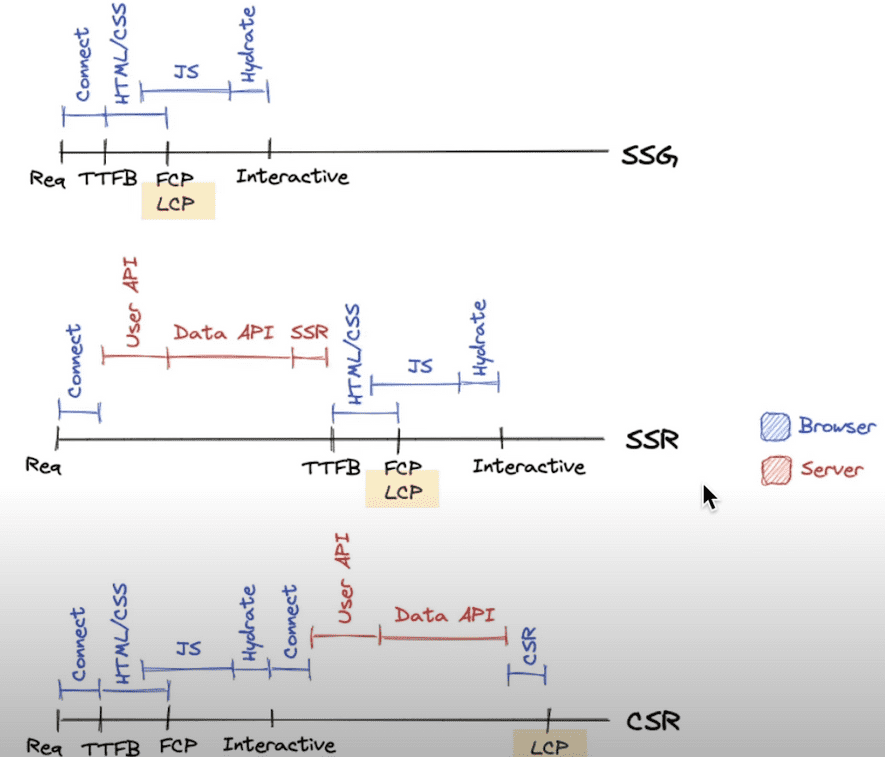 Connect
HTML/CSS
JS
Hydrate
Req TTFB FCP Interactive
LCP
SSG
Connect
User API
Data API SSR
HTML/CSS
JS
Hydrate
Req TTFB FCP Interactive
LCP
SSR
Browser
Server
Connect
HTML/CSS
JS
Hydrate
Connect
User API
Data API
CSR
Req TTFB FCP Interactive LCP
CSR